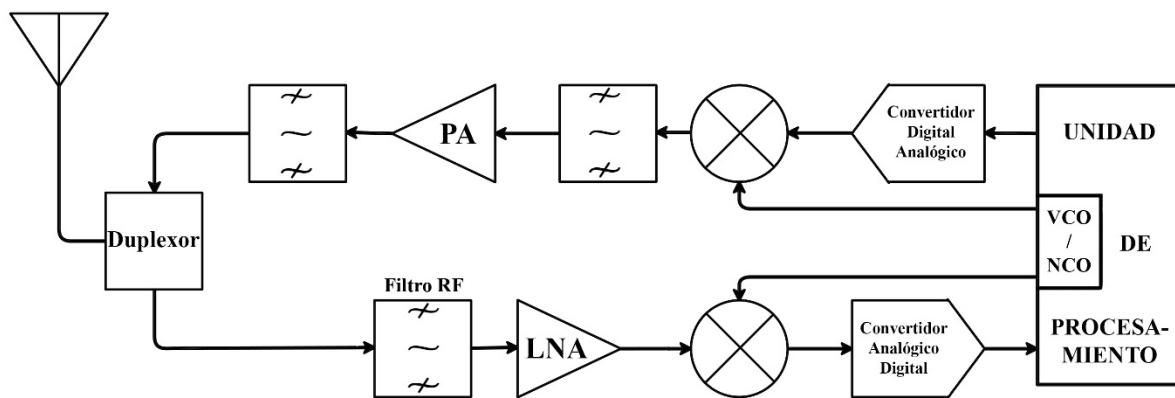 PA
Convertidor
Digital
Analógico
UNIDAD
Duplexor
VCO
/
NCO
DE
Filtro RF
LNA
Convertidor
Analógico
Digital
PROCESA-
MIENTO